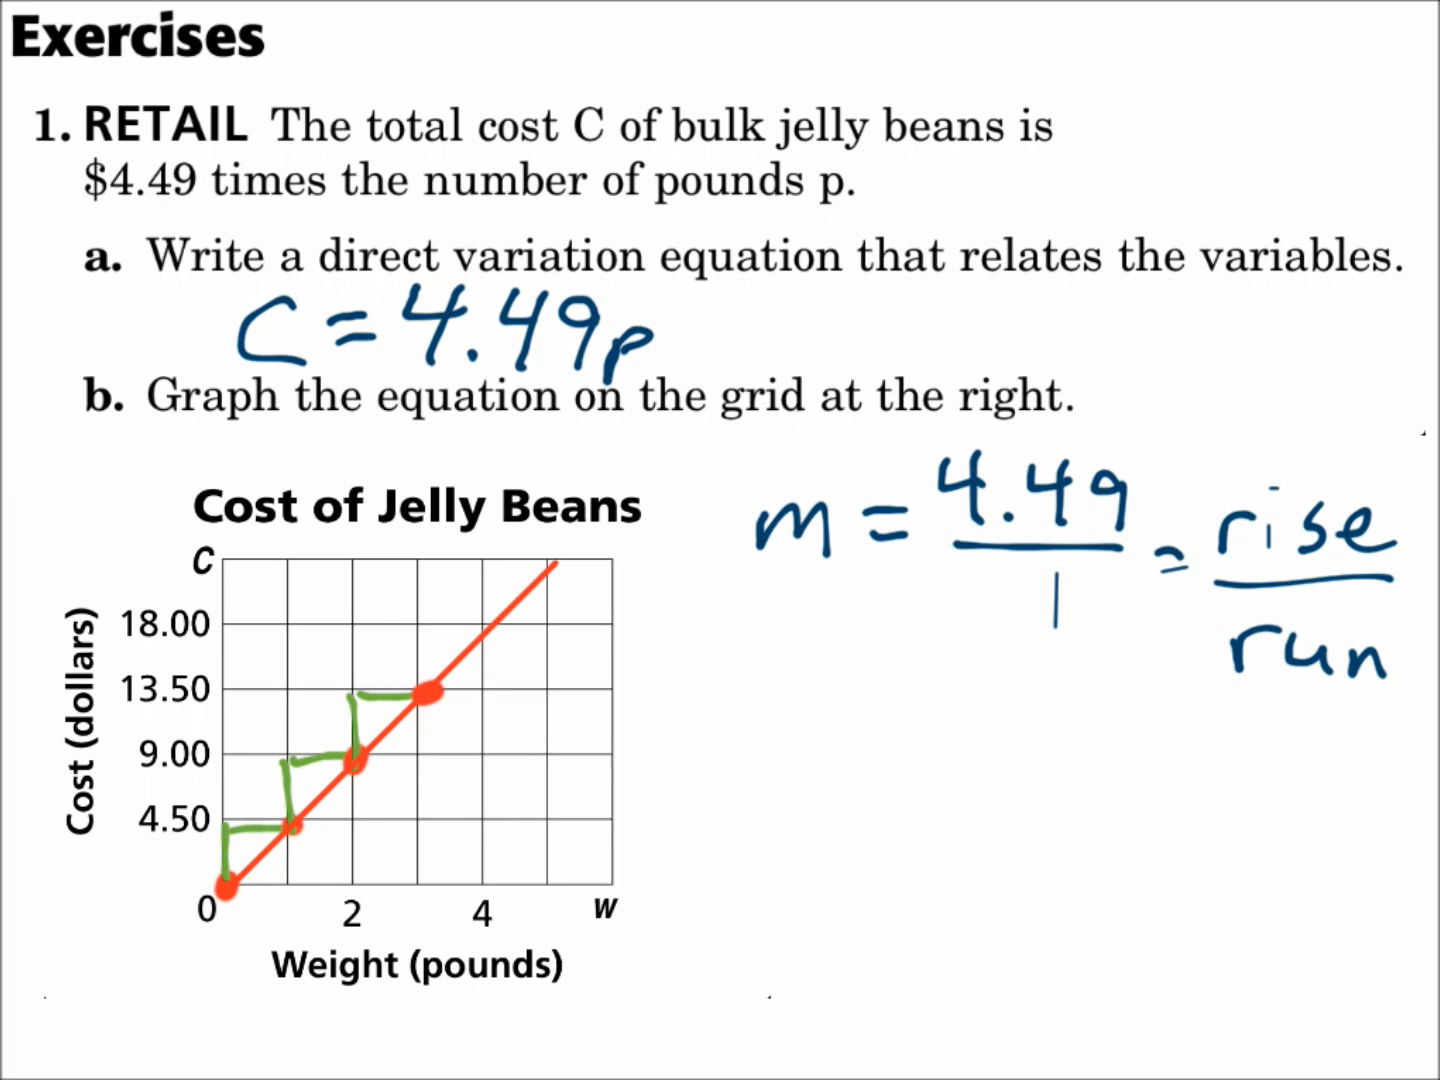 Exercises
1. RETAIL The total cost C of bulk jelly beans is
$4.49 times the number of pounds p.
a. Write a direct variation equation that relates the variables.
C = 4.49p
b. Graph the equation on the grid at the right.
m = 4.49/1 = rise/run
Cost of Jelly Beans
C
18.00
13.50
9.00
4.50
0
2
4
w
Cost (dollars)
Weight (pounds)